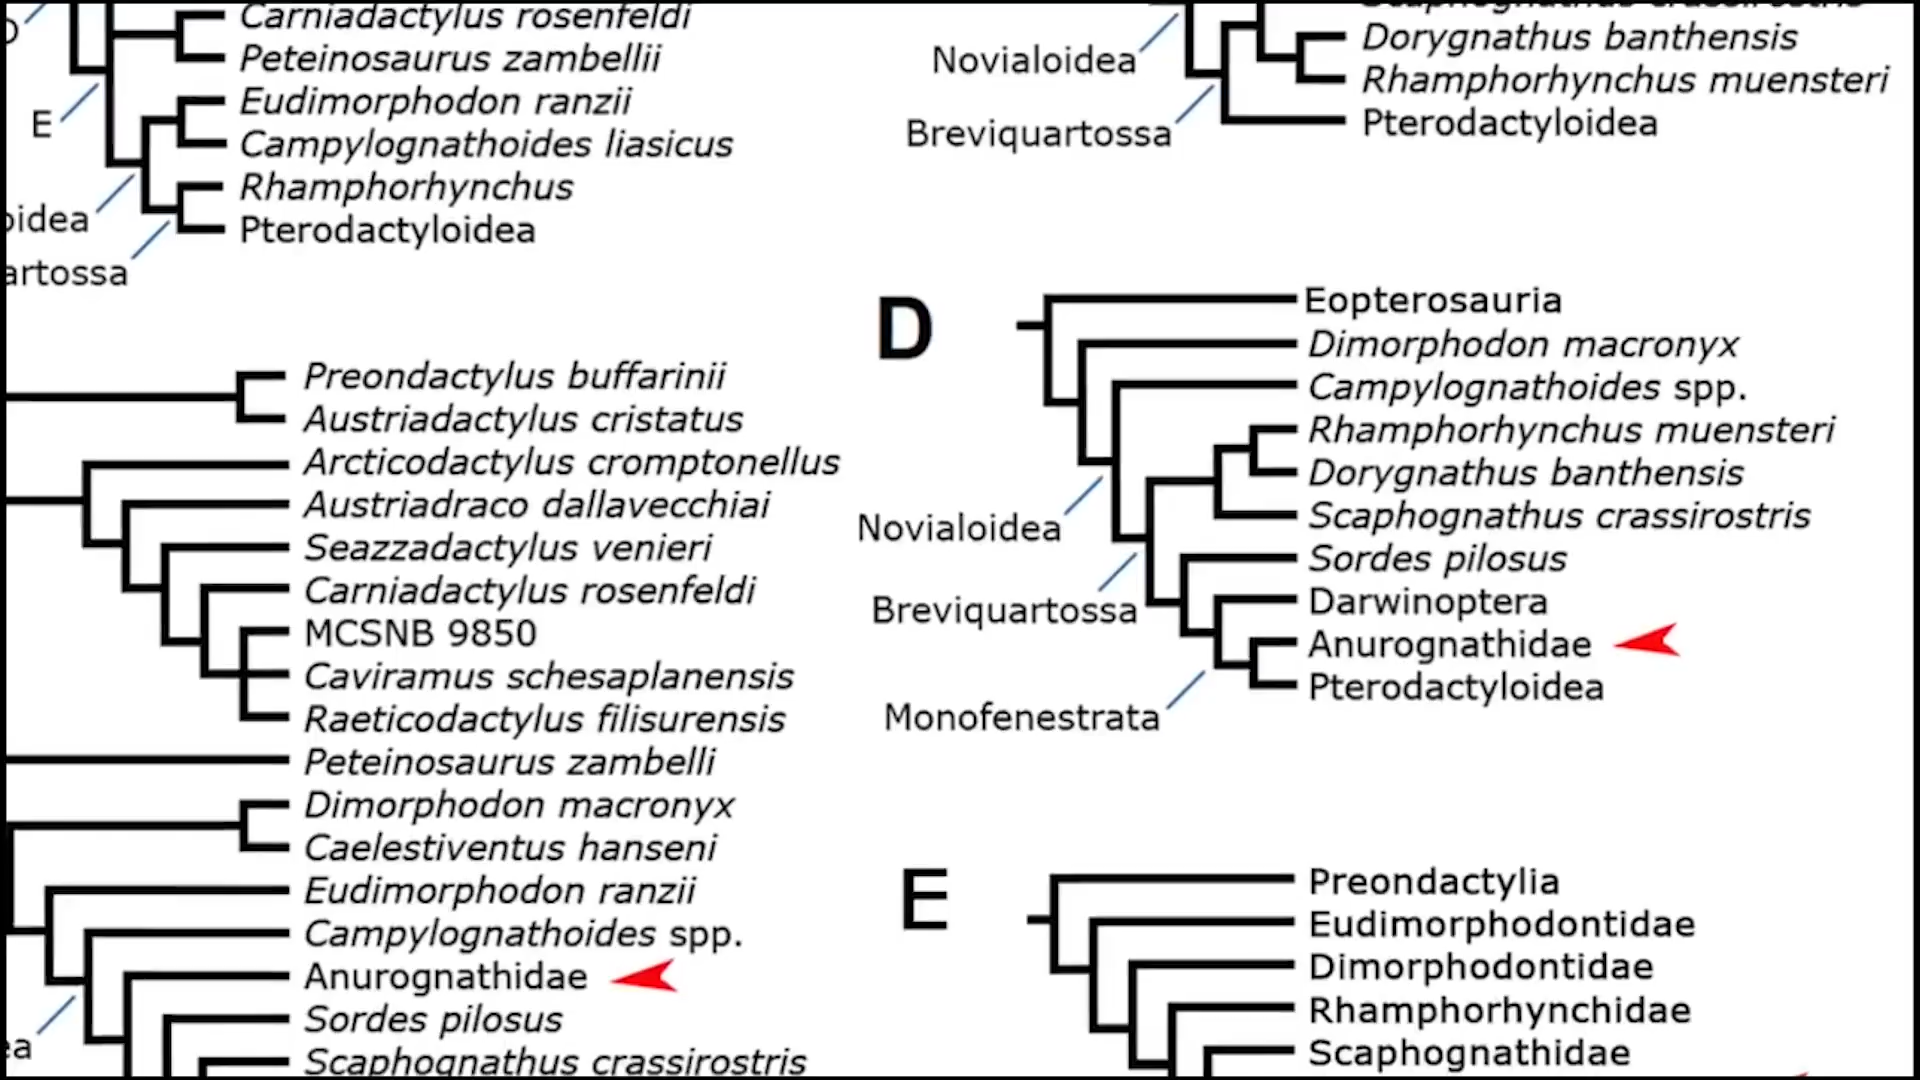 Carniadactylus rosenfeldi
Peteinosaurus zambellii
E
Eudimorphodon ranzii
Campylognathoides liasicus
Rhamphorhynchus
oidea
Pterodactyloidea
artossa
Preondactylus buffarinii
Austriadactylus cristatus
Arcticodactylus cromptonellus
Austriadraco dallavecchiai
Seazzadactylus venieri
Carniadactylus rosenfeldi
MCSNB 9850
Caviramus schesaplanensis
Raeticodactylus filisurensis
Peteinosaurus zambelli
Dimorphodon macronyx
Caelestiventus hanseni
Eudimorphodon ranzii
Campylognathoides spp.
Anurognathidae
Sordes pilosus
ea
Scaphognathus crassirostris
Scaphognathus crassirostris
Dorygnathus banthensis
Novialoidea
Rhamphorhynchus muensteri
Pterodactyloidea
Breviquartossa
D
Eopterosauria
Dimorphodon macronyx
Campylognathoides spp.
Rhamphorhynchus muensteri
Dorygnathus banthensis
Scaphognathus crassirostris
Novialoidea
Sordes pilosus
Darwinoptera
Breviquartossa
Anurognathidae
Pterodactyloidea
Monofenestrata
E
Preondactylia
Eudimorphodontidae
Dimorphodontidae
Rhamphorhynchidae
Scaphognathidae